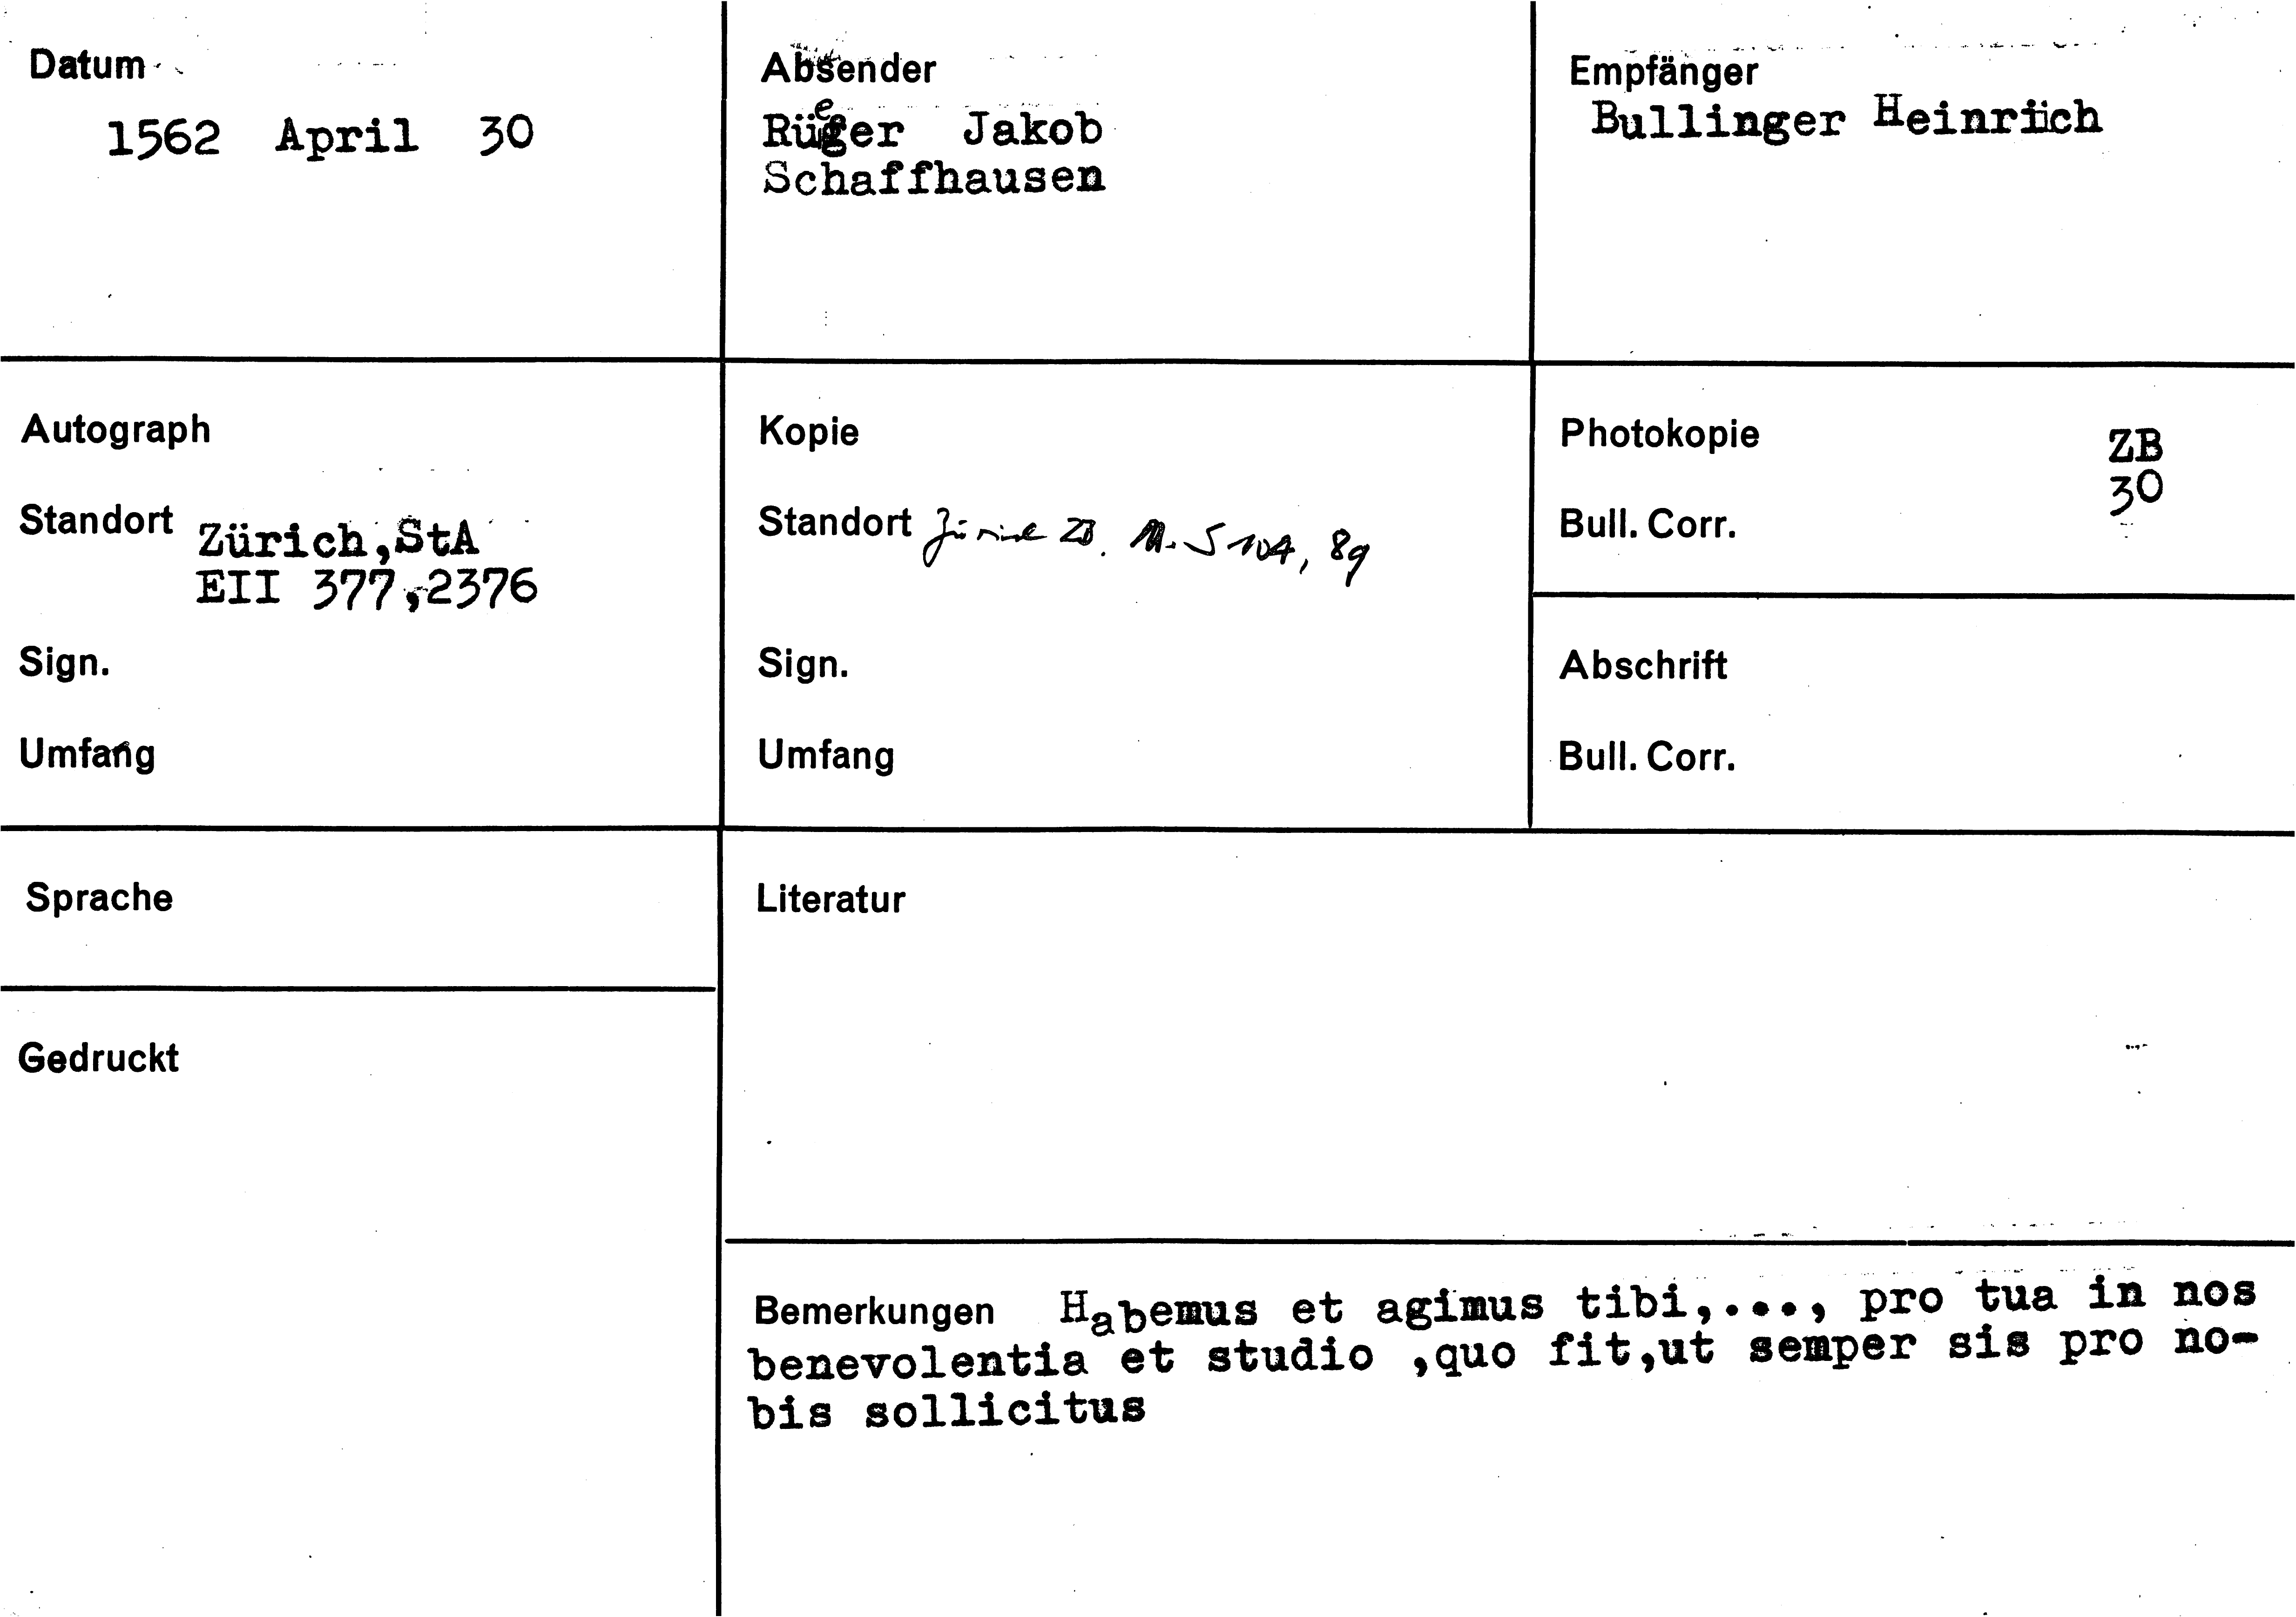 Datum
1562 April 30
Absender
Rüeger Jakob
Schaffhausen
Empfänger
Bullinger Heinrich
Autograph
Standort Zürich,StA
EII 377,2376
Sign.
Umfang
Kopie
Standort Zürich ZB. Ms S 104, 89
Sign.
Umfang
Photokopie ZB
30
Bull. Corr.
Abschrift
Bull. Corr.
Sprache
Literatur
Gedruckt
Bemerkungen Habemus et agimus tibi,..., pro tua in nos
benevolentia et studio ,quo fit,ut semper sis pro no-
bis sollicitus